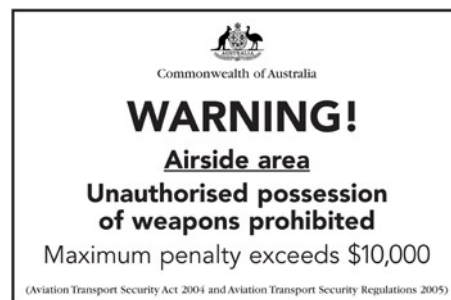 AUSTRALIA
Commonwealth of Australia
WARNING!
Airside area
Unauthorised possession
of weapons prohibited
Maximum penalty exceeds $10,000
(Aviation Transport Security Act 2004 and Aviation Transport Security Regulations 2005)